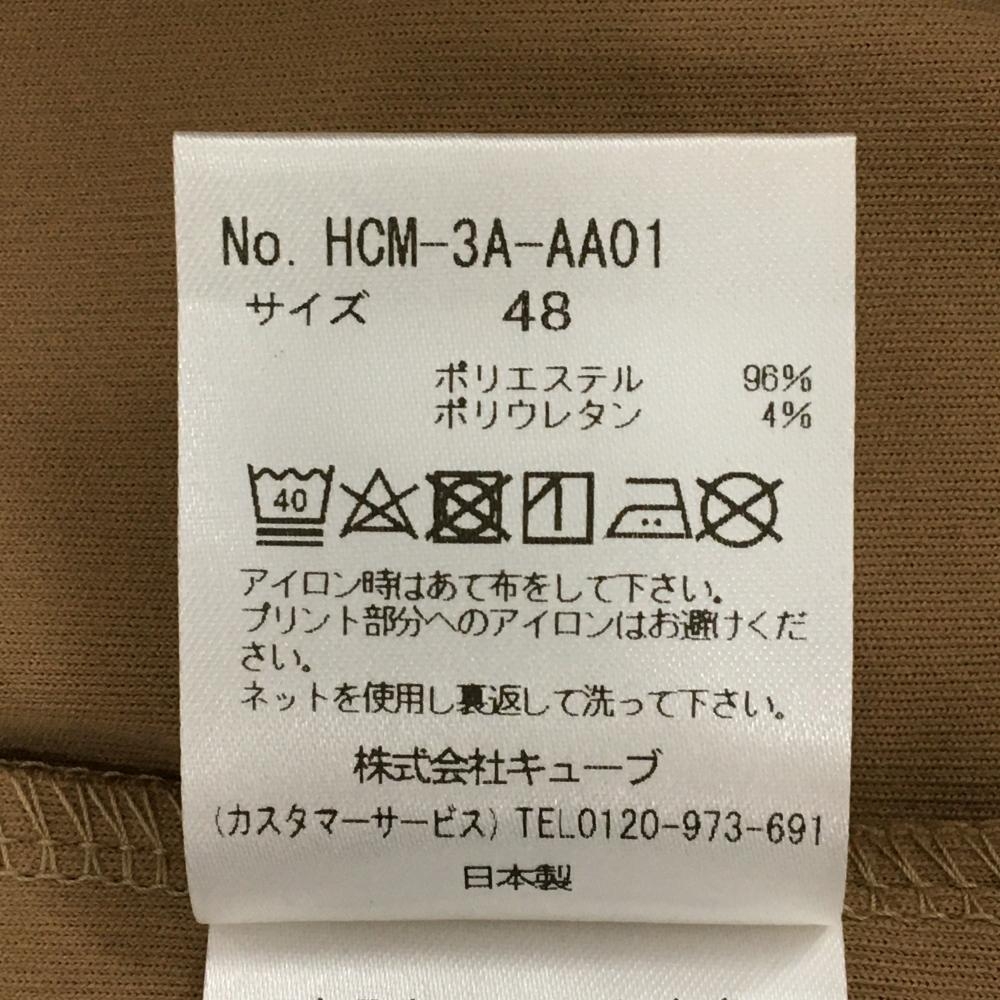 No. HCM-3A-AA01
サイズ 48
ポリエステル 96%
ポリウレタン 4%
40
アイロン時はあて布をして下さい。
プリント部分へのアイロンはお避けくだ
さい。
ネットを使用し裏返して洗って下さい。
株式会社キューブ
(カスタマーサービス) TEL0120-973-691
日本製